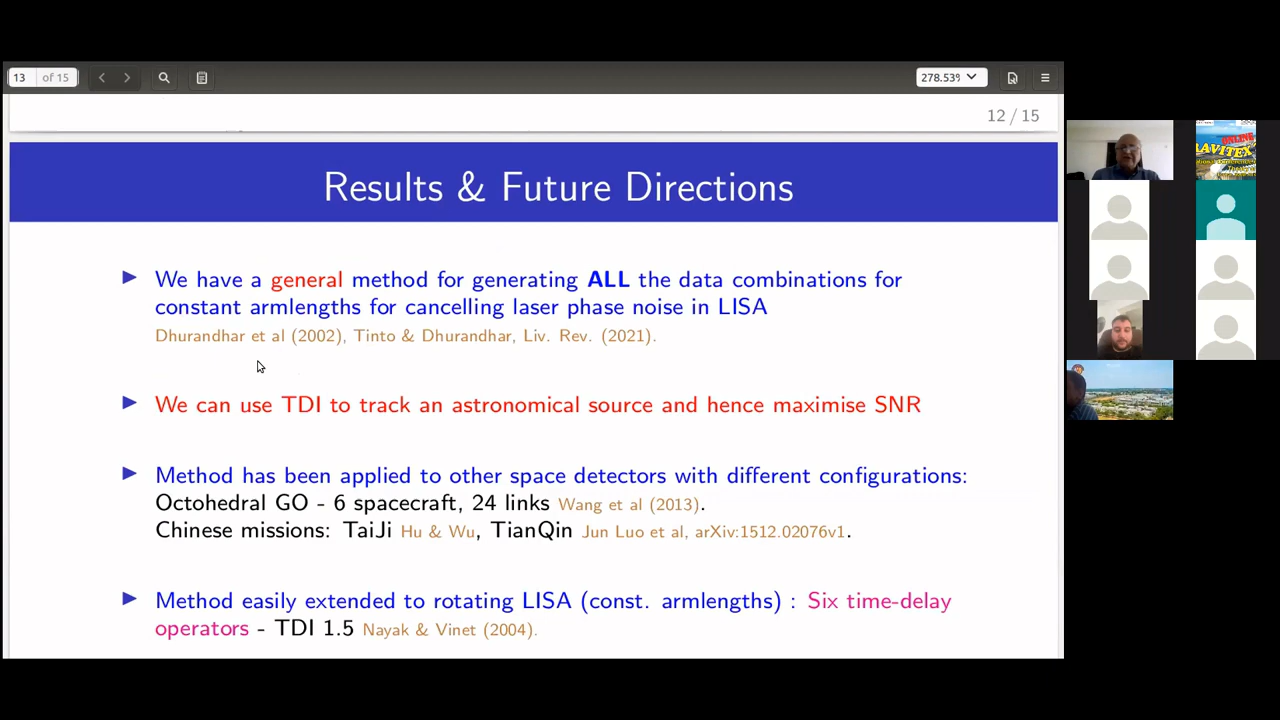 13 of 15
278.53%
12 / 15
Results & Future Directions
We have a general method for generating ALL the data combinations for
constant armlengths for cancelling laser phase noise in LISA
Dhurandhar et al (2002), Tinto & Dhurandhar, Liv. Rev. (2021).
We can use TDI to track an astronomical source and hence maximise SNR
Method has been applied to other space detectors with different configurations:
Octohedral GO - 6 spacecraft, 24 links Wang et al (2013).
Chinese missions: TaiJi Hu & Wu, TianQin Jun Luo et al, arXiv:1512.02076v1.
Method easily extended to rotating LISA (const. armlengths) : Six time-delay
operators - TDI 1.5 Nayak & Vinet (2004).
ONLINE